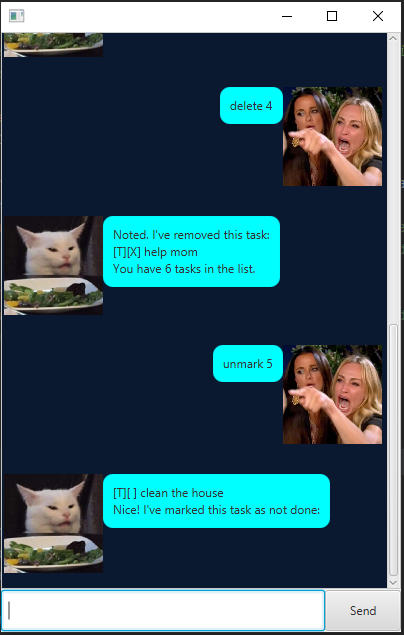 delete 4
Noted. I've removed this task:
[T][X] help mom
You have 6 tasks in the list.
unmark 5
[T][ ] clean the house
Nice! I've marked this task as not done:
Send